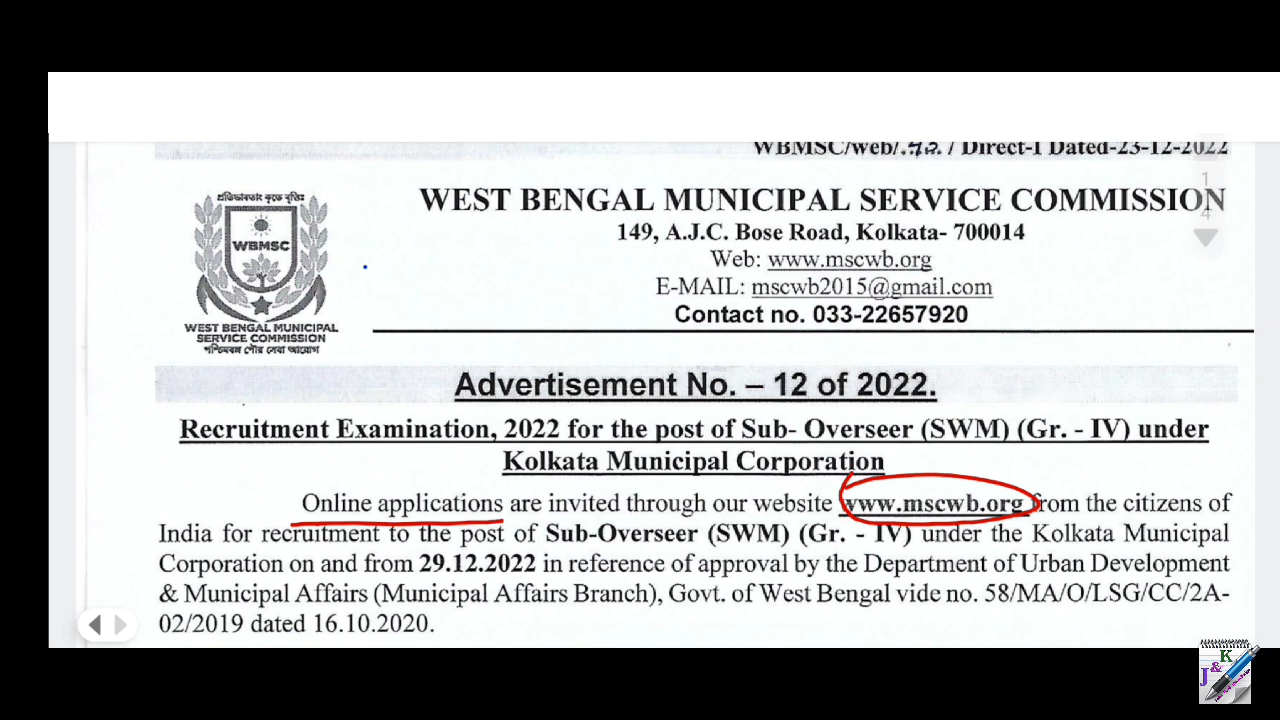 WBMSC/web/ / Direct-I Dated-23-12-2022
1
4
প্রতিভাবতাং কৃতে বৃত্তিঃ
WBMSC
WEST BENGAL MUNICIPAL
SERVICE COMMISSION
পশ্চিমবঙ্গ পৌর সেবা আয়োগ
WEST BENGAL MUNICIPAL SERVICE COMMISSION
149, A.J.C. Bose Road, Kolkata- 700014
Web: www.mscwb.org
E-MAIL: mscwb2015@gmail.com
Contact no. 033-22657920
Advertisement No. – 12 of 2022.
Recruitment Examination, 2022 for the post of Sub- Overseer (SWM) (Gr. - IV) under
Kolkata Municipal Corporation
Online applications are invited through our website www.mscwb.org from the citizens of
India for recruitment to the post of Sub-Overseer (SWM) (Gr. - IV) under the Kolkata Municipal
Corporation on and from 29.12.2022 in reference of approval by the Department of Urban Development
& Municipal Affairs (Municipal Affairs Branch), Govt. of West Bengal vide no. 58/MA/O/LSG/CC/2A-
02/2019 dated 16.10.2020.
J&K